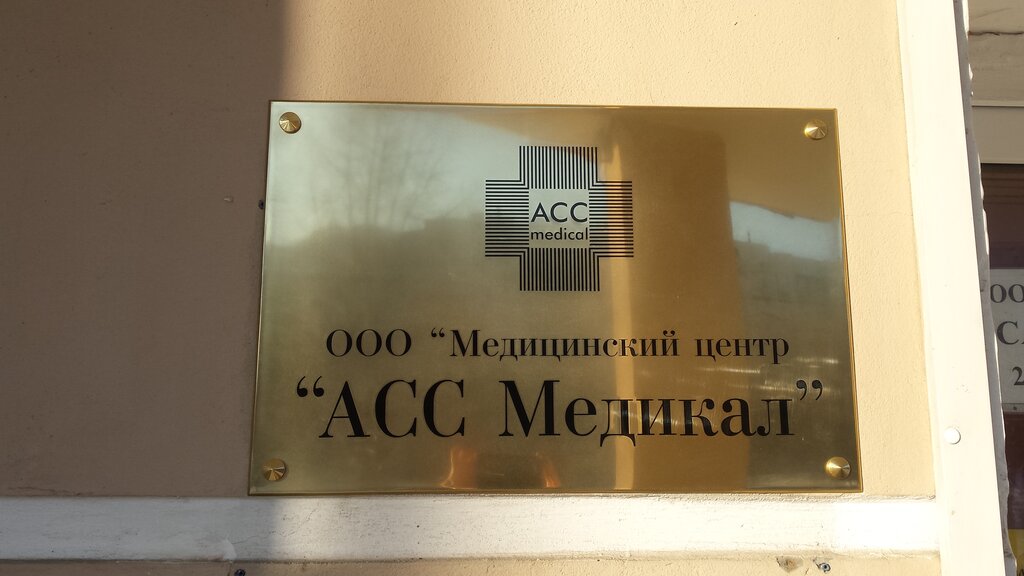 ACC
medical
ООО “Медицинский центр
“АСС Медикал”